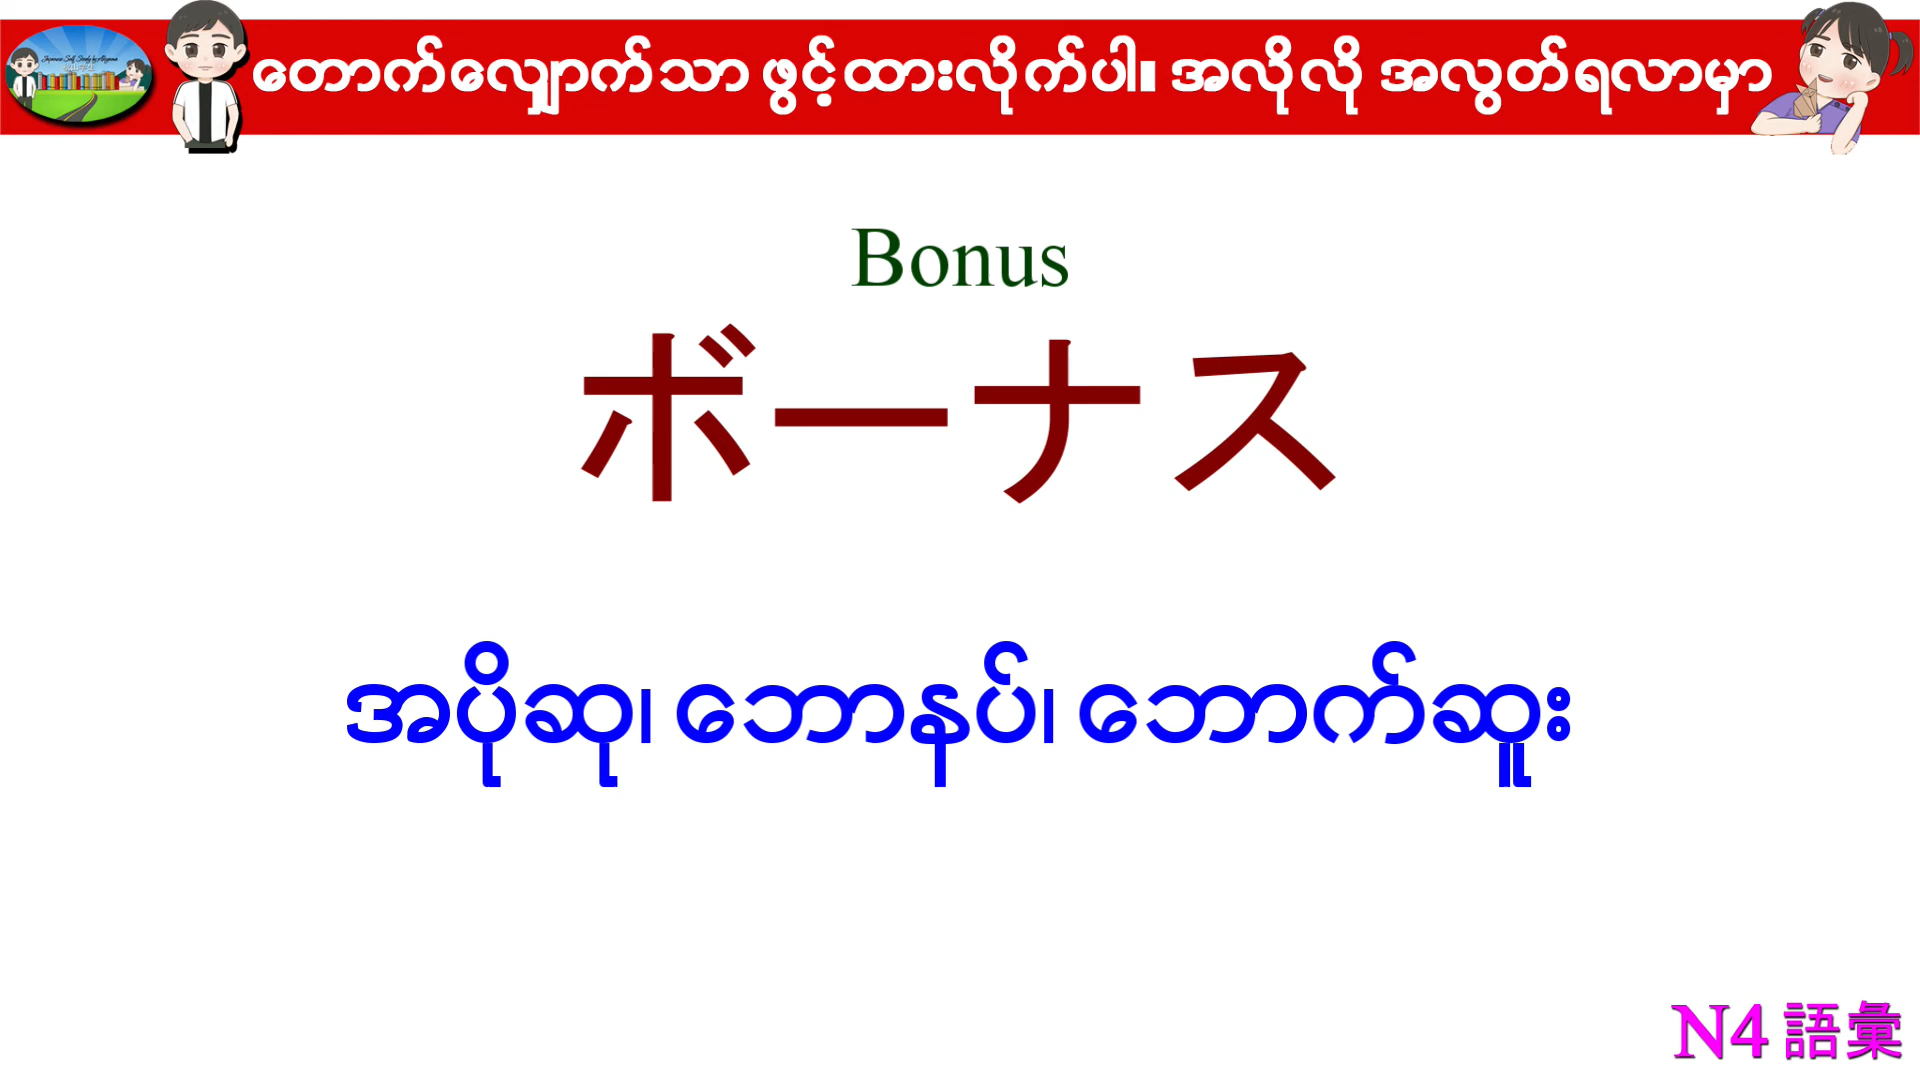 တောက်လျှောက်သာ ဖွင့်ထားလိုက်ပါ။ အလိုလို အလွတ်ရလာမှာ
Bonus
ボーナス
အပိုဆု၊ ဘောနပ်၊ ဘောက်ဆူး
N4 語彙